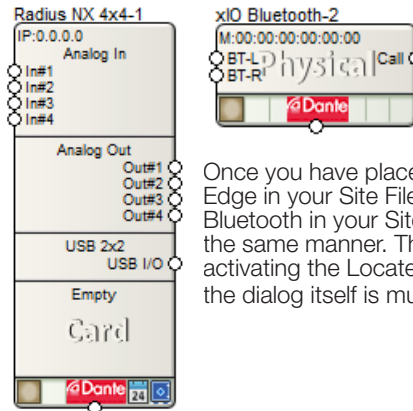 Radius NX 4x4-1
IP:0.0.0.0
Analog In
In#1
In#2
In#3
In#4
Analog Out
Out#1
Out#2
Out#3
Out#4
USB 2x2
USB I/O
Empty
Card
Dante
24
xIO Bluetooth-2
M:00:00:00:00:00:00
BT-L
BT-R
Physical
Call
Dante
Once you have place
Edge in your Site File
Bluetooth in your Site
the same manner. Th
activating the Locate
the dialog itself is mu